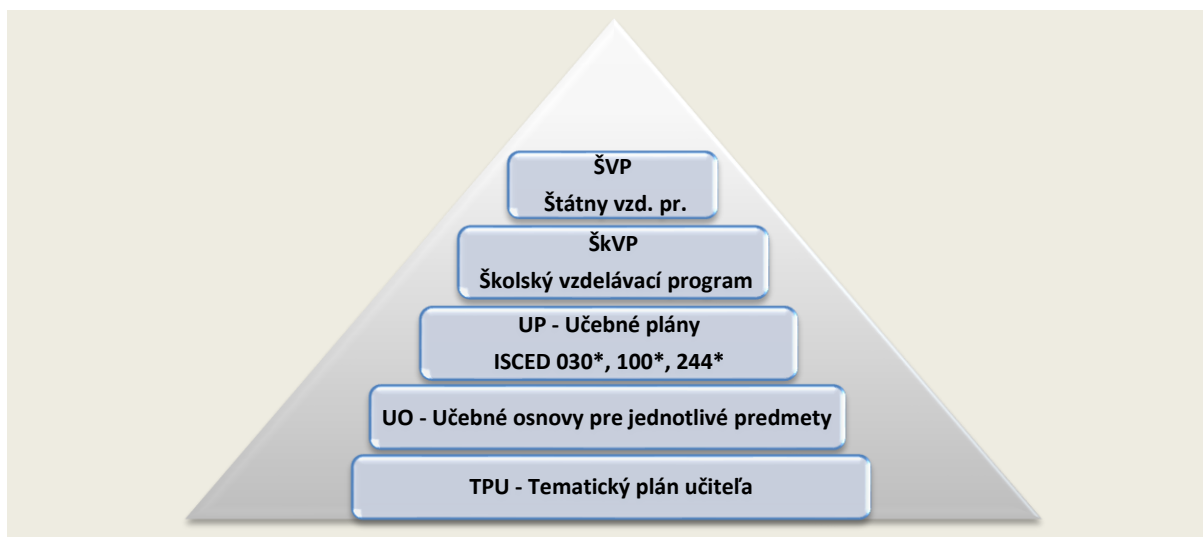 ŠVP
Štátny vzd. pr.
ŠkVP
Školský vzdelávací program
UP - Učebné plány
ISCED 030*, 100*, 244*
UO - Učebné osnovy pre jednotlivé predmety
TPU - Tematický plán učiteľa